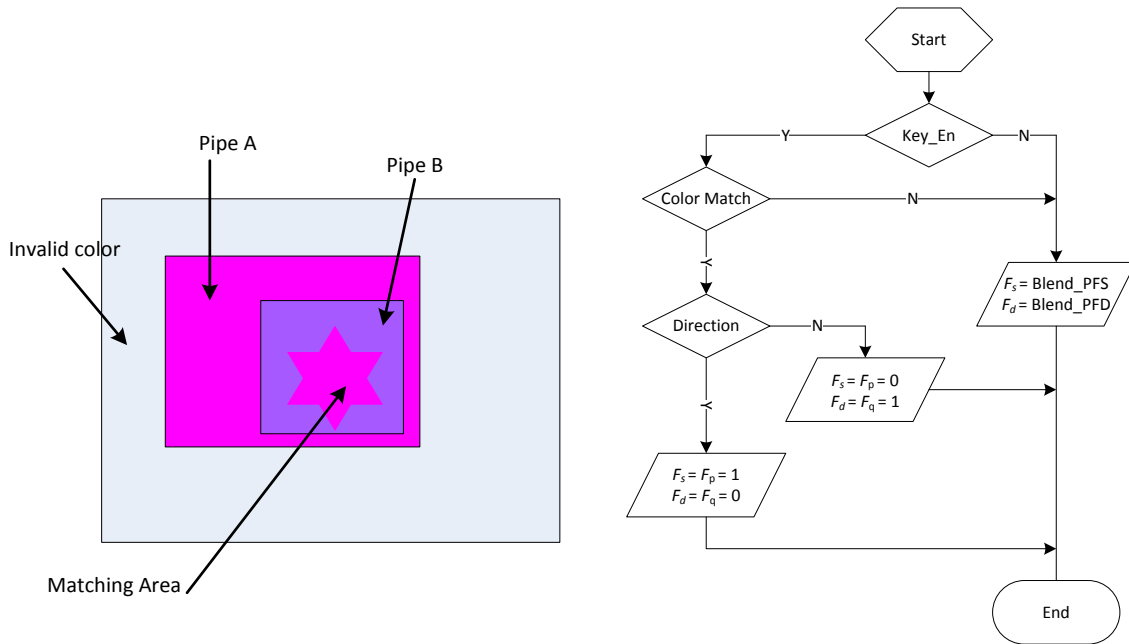 Pipe A
Pipe B
Invalid color
Matching Area
Start
Key_En
Y
N
Color Match
N
Y
Fs = Blend_PFS
Fd = Blend_PFD
Direction
N
Fs = Fp = 0
Fd = Fq = 1
Y
Fs = Fp = 1
Fd = Fq = 0
End